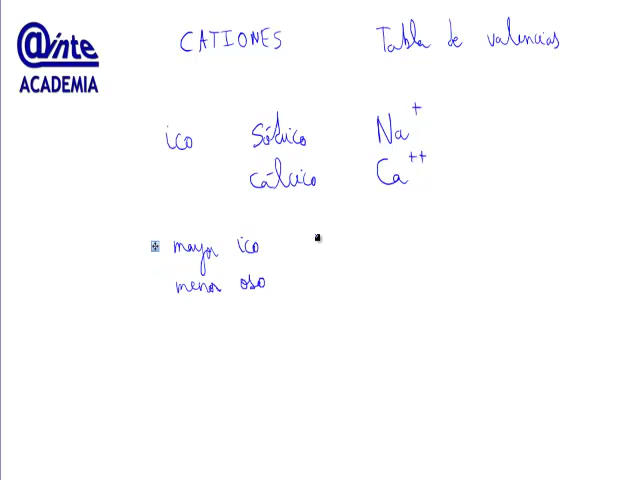 @inte
ACADEMIA
CATIONES Tabla de valencias
ico Sódico Na+
cálcico Ca++
mayor ico
menor oso